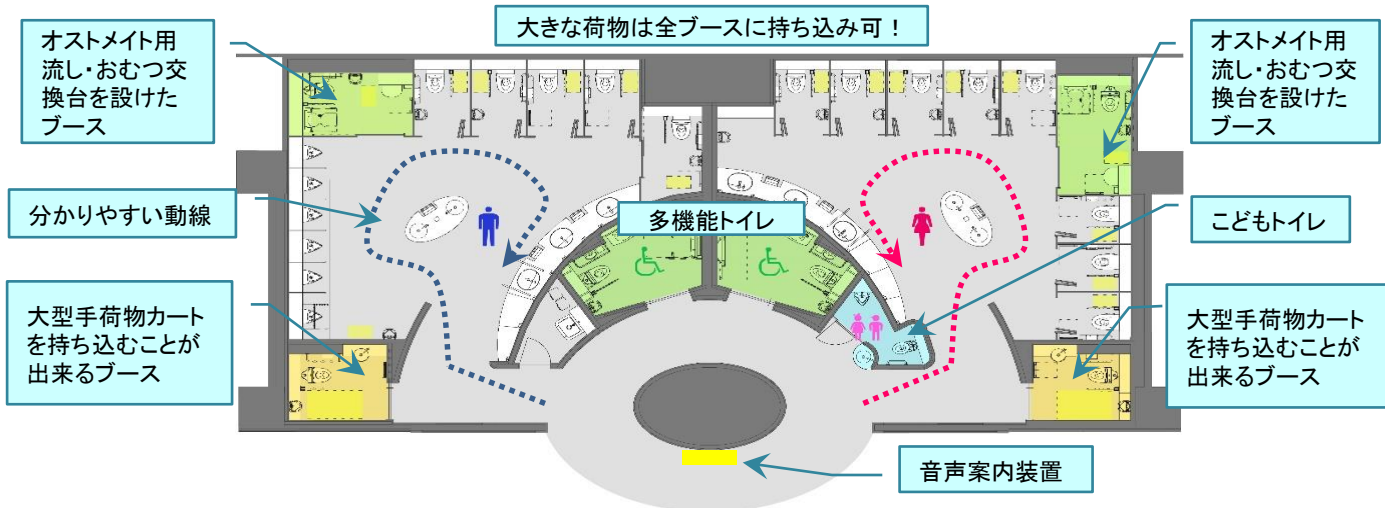 大きな荷物は全ブースに持ち込み可！
オストメイト用
流し・おむつ交
換台を設けた
ブース
オストメイト用
流し・おむつ交
換台を設けた
ブース
分かりやすい動線
多機能トイレ
こどもトイレ
大型手荷物カート
を持ち込むことが
出来るブース
大型手荷物カート
を持ち込むことが
出来るブース
音声案内装置